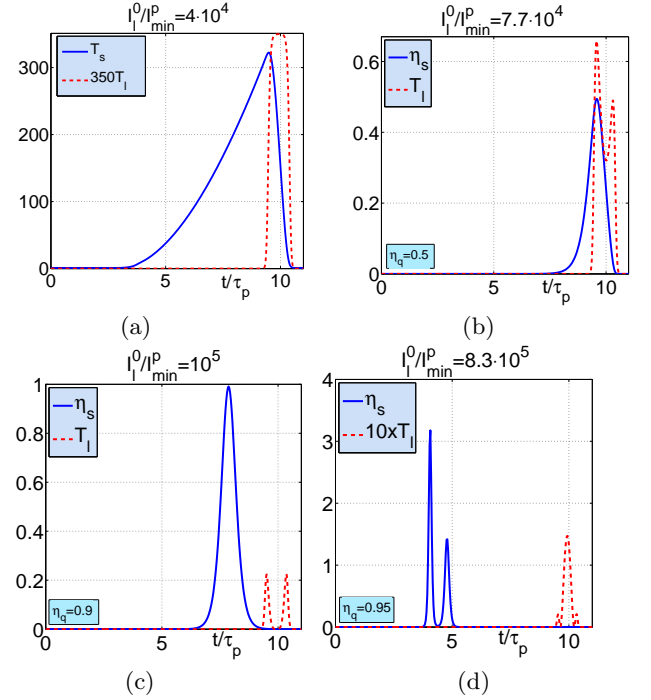 I_l^0/I_min^p=4·10^4
T_s
350T_l
300
200
100
0
0 5 10
t/τ_p
(a)
I_l^0/I_min^p=7.7·10^4
η_s
T_l
0.6
0.4
0.2
η_q=0.5
0
0 5 10
t/τ_p
(b)
I_l^0/I_min^p=10^5
η_s
T_l
1
0.8
0.6
0.4
0.2
η_q=0.9
0
0 5 10
t/τ_p
(c)
I_l^0/I_min^p=8.3·10^5
η_s
10xT_l
4
3
2
1
η_q=0.95
0
0 5 10
t/τ_p
(d)